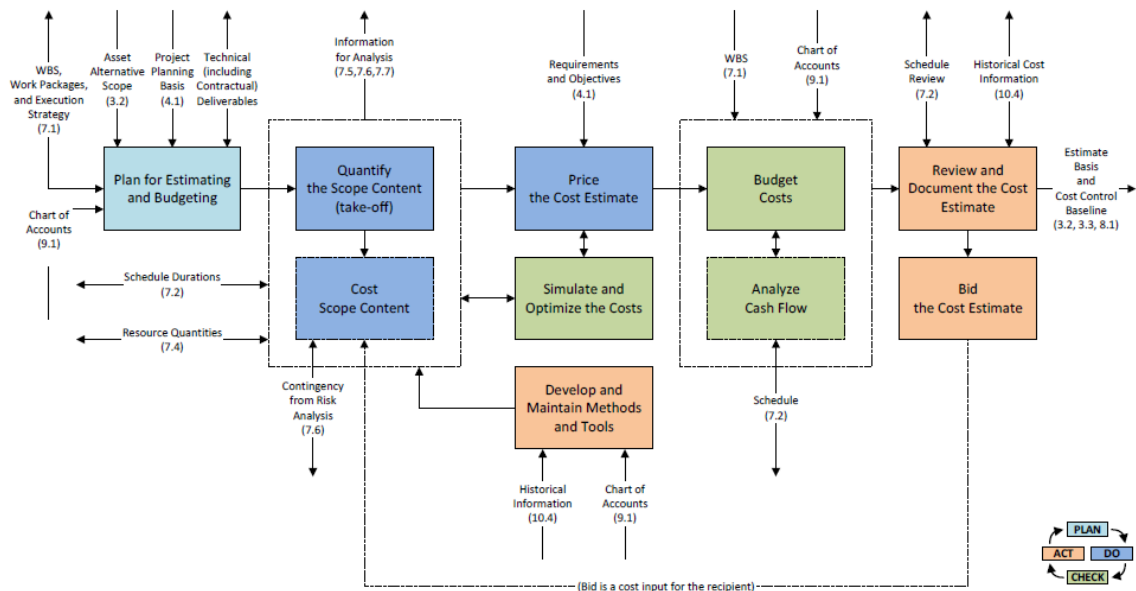 WBS,
Work Packages,
and Execution
Strategy
(7.1)
Asset
Alternative
Scope
(3.2)
Project
Planning
Basis
(4.1)
Technical
(including
Contractual)
Deliverables
Information
for Analysis
(7.5,7.6,7.7)
Requirements
and Objectives
(4.1)
WBS
(7.1)
Chart of
Accounts
(9.1)
Schedule
Review
(7.2)
Historical Cost
Information
(10.4)
Plan for Estimating
and Budgeting
Quantify
the Scope Content
(take-off)
Price
the Cost Estimate
Budget
Costs
Review and
Document the Cost
Estimate
Estimate
Basis
and
Cost Control
Baseline
(3.2, 3.3, 8.1)
Chart of
Accounts
(9.1)
Schedule Durations
(7.2)
Resource Quantities
(7.4)
Cost
Scope Content
Simulate and
Optimize the Costs
Analyze
Cash Flow
Bid
the Cost Estimate
Contingency
from Risk
Analysis
(7.6)
Develop and
Maintain Methods
and Tools
Schedule
(7.2)
Historical
Information
(10.4)
Chart of
Accounts
(9.1)
(Bid is a cost input for the recipient)
PLAN
ACT
DO
CHECK